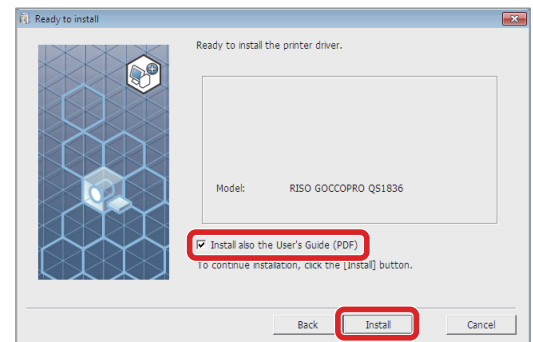 Ready to install
Ready to install the printer driver.
Model: RISO GOCCOPRO QS1836
Install also the User's Guide (PDF)
To continue installation, click the [Install] button.
Back Install Cancel